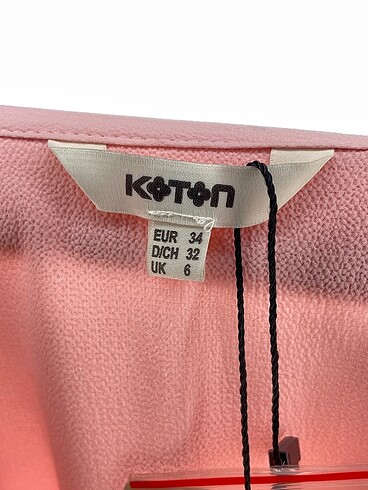 KOTON
EUR 34
D/CH 32
UK 6